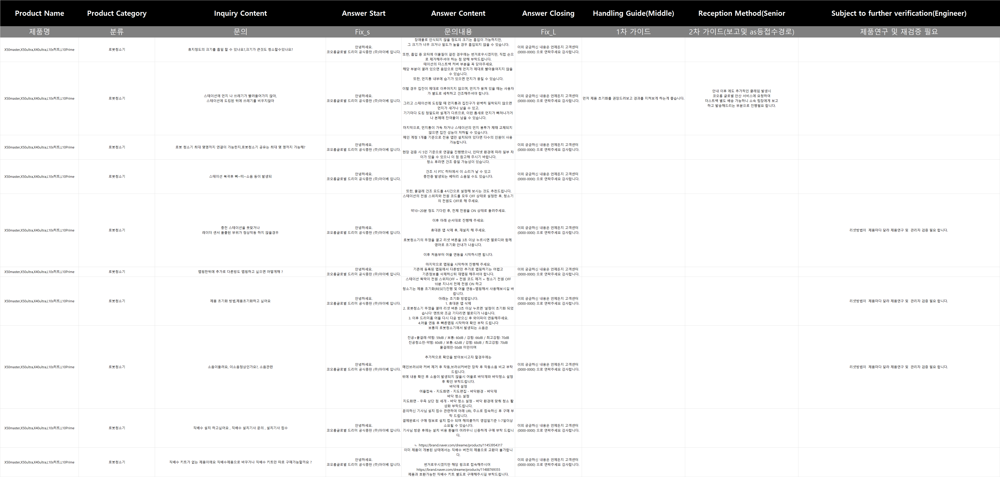 Product Name
Product Category
Inquiry Content
Answer Start
Answer Content
Answer Closing
Handling Guide(Middle)
Reception Method(Senior
Subject to further verification(Engineer)
제품명
분류
문의
Fix_s
문의내용
Fix_L
1차 가이드
2차 가이드(보고및 as등접수경로)
제품연구 및 재검증 필요
X50master,X50ultra,X40ultra,L10s히트,L10Prime
로봇청소기
휴지정도의 크기를 흡일 할 수 있나요?,크기가 큰것도 청소할수있나요?
안녕하세요.
코오롱글로벌 드리미 공식총판 (주)아이베 입니다.
장애물로 인식되지 않을 정도의 크기는 흡입이 가능하지만,
그 크기가 너무 크거나 밀도가 높을 경우 흡입되지 않을 수 있습니다.
또한, 흡입 중 모터에 이물질이 걸린 경우에는 번거로우시겠지만, 직접 손으
로 제거해주셔야 하는 점 양해 부탁드립니다.
이외 궁금하신 내용은 언제든지 고객센터
(0000-0000) 으로 연락주세요 감사합니다.
X50master,X50ultra,X40ultra,L10s히트,L10Prime
로봇청소기
스테이션에 먼지 나 쓰레기가 빨려들어가지 않아,
스테이션에 도킹된 뒤에 쓰레기를 비우지않아
안녕하세요.
코오롱글로벌 드리미 공식총판 (주)아이베 입니다.
테이션의 더스트백 커버 부분을 꼭 닫아주세요.
해당 부분이 열려 있으면 음압으로 인해 먼지가 제대로 빨아들여지지 않을
수 있습니다.
또한, 먼지통 내부에 습기가 있으면 먼지가 뭉칠 수 있습니다.
이럴 경우 집진이 제대로 이루어지지 않으며, 먼지가 뭉쳐 있을 때는 사용자
가 별도로 세척하고 건조해주셔야 합니다.
그리고 스테이션에 도킹할 때 먼지통과 집진구가 완벽히 밀착되지 않으면
먼지가 새거나 남을 수 있고,
기기마다 도킹 정밀도와 설계가 다르므로, 이런 틈새로 먼지가 빠져나가거
나 본체에 잔여물이 남을 수 있습니다.
마지막으로, 먼지통이 가득 차거나 스테이션의 먼지 봉투가 제때 교체되지
않으면 집진 성능이 저하될 수 있습니다.
이외 궁금하신 내용은 언제든지 고객센터
(0000-0000) 으로 연락주세요 감사합니다.
먼저 제품 초기화를 권장드려보고 경과를 지켜보게 하는게 좋습니다.
안내 이후 에도 추가적인 클레임 발생시
코오롱 글로벌 안산 서비스에 요청하여
더스트백 별도 배송 가능하니 소속 팀장에게 보고
하고 발송해드리는 부분으로 진행필요 합니다.
X50master,X50ultra,X40ultra,L10s히트,L10Prime
로봇청소기
로봇 청소기 최대 몇명까지 연결이 가능한지,로봇청소기 공유는 최대 몇 명까지 가능해?
안녕하세요.
코오롱글로벌 드리미 공식총판 (주)아이베 입니다.
메인 계정 1개를 기준으로 전용 앱만 설치되어 있다면 다수의 인원이 사용
가능합니다.
현장 검증 시 5인 기준으로 연결을 진행했으나, 인터넷 환경에 따라 일부 차
이가 있을 수 있으니 이 점 참고해 주시기 바랍니다.
이외 궁금하신 내용은 언제든지 고객센터
(0000-0000) 으로 연락주세요 감사합니다.
X50master,X50ultra,X40ultra,L10s히트,L10Prime
로봇청소기
스테이션 복귀후 삐~띠~소음 등이 발생되
안녕하세요.
코오롱글로벌 드리미 공식총판 (주)아이베 입니다.
청소 후라면 건조 중일 가능성이 있습니다.
건조 시 PTC 히터에서 이 소리가 날 수 있고
충전중 발생되는 베터리 소음일 수도 있습니다.
또한, 물걸레 건조 모드를 4시간으로 설정해 보시는 것도 추천드립니다.
이외 궁금하신 내용은 언제든지 고객센터
(0000-0000) 으로 연락주세요 감사합니다.
X50master,X50ultra,X40ultra,L10s히트,L10Prime
로봇청소기
충전 스테이션을 못찾거나
레이더 센서 돌출된 부위가 정상작동 하지 않을경우
안녕하세요.
코오롱글로벌 드리미 공식총판 (주)아이베 입니다.
스테이션의 전원 스위치와 전원 코드를 모두 OFF 상태로 설정한 후, 청소기
의 전원도 OFF로 해 주세요.
약10~20분 정도 기다린 후, 전체 전원을 ON 상태로 돌려주세요.
이후 아래 순서대로 진행해 주세요:
휴대폰 앱 삭제 후, 재설치 해 주세요.
로봇청소기의 뚜껑을 열고 리셋 버튼을 3초 이상 누르시면 멜로디와 함께
영어로 초기화 안내가 나옵니다.
이후 처음부터 어플 연동을 시작하시면 됩니다.
마지막으로 맵핑을 시작하여 진행해 주세요.
이외 궁금하신 내용은 언제든지 고객센터
(0000-0000) 으로 연락주세요 감사합니다.
리셋방법이  제품마다 달라 제품연구 및  관리자 검증 필요 합니다.
X50master,X50ultra,X40ultra,L10s히트,L10Prime
로봇청소기
맵핑한뒤에 추가로 다른방도 맵핑하고 싶으면 어떻게해 ?
안녕하세요.
코오롱글로벌 드리미 공식총판 (주)아이베 입니다.
기존에 등록된 맵핑에서 다른방만 추가로 맵핑하기는 어렵고
기존정보를 삭제하신뒤 재맵핑 해주셔야 합니다.
이외 궁금하신 내용은 언제든지 고객센터
(0000-0000) 으로 연락주세요 감사합니다.
X50master,X50ultra,X40ultra,L10s히트,L10Prime
로봇청소기
제품 초기화 방법,제품초기화하고 싶어요
안녕하세요.
코오롱글로벌 드리미 공식총판 (주)아이베 입니다.
스테이션 똑딱이 전원 스위치OFF + 전원 코드 제거 + 청소기 전원 OFF
10분 지나서 전체 전원 ON 하고
청소기는 제품 초기화(RESET)진행 및 어플 연동+맵핑해서 사용해보시길 바
랍니다.
아래는 초기화 방법입니다.
1. 휴대폰 앱 삭제
2. 로봇청소기 뚜껑을 열어 리셋 버튼 3초 이상 누르면 '설정이 초기화 되었
습니다' 멘트와 조금 기다리면 멜로디가 나옵니다.
3. 이후 드리미홈 어플 다시 다운 받으신 후 와이파이 연동해주세요.
4.어플 연동 후 빠른맵핑 시작하여 확인 부탁 드립니다
이외 궁금하신 내용은 언제든지 고객센터
(0000-0000) 으로 연락주세요 감사합니다.
리셋방법이  제품마다 달라 제품연구 및  관리자 검증 필요 합니다.
X50master,X50ultra,X40ultra,L10s히트,L10Prime
로봇청소기
소음이들려요, 이소음정상인가요?, 소음관련
안녕하세요.
코오롱글로벌 드리미 공식총판 (주)아이베 입니다.
보통의 로봇청소기에서 발생되는 소음은
진공+물걸레-약함: 59dB / 보통: 60dB / 강함: 66dB / 최고강함: 70dB
진공청소만-약함: 60dB / 보통: 62dB / 강함: 68dB / 최고강함: 70dB
물걸레만-50dB 미만이며
추가적으로 확인을 받아보시고자 할경우에는
메인브러쉬와 커버 제거 후 작동,브러쉬커버만 장착 후 작동소음 비교 부탁
드립니다.
위에 내용 확인 후 소음이 발생되지 않을시 어플로 바닥재와 바닥청소 설정
후 확인 부탁드립니다.
바닥재 설정
어플접속 - 지도화면 - 지도편집 - 바닥환경 - 바닥재
바닥 청소 설정
지도화면 - 우측 상단 점 세개 - 바닥 청소 설정 - 바닥 환경에 맞춰 청소 활
성화 부탁드립니다.
이외 궁금하신 내용은 언제든지 고객센터
(0000-0000) 으로 연락주세요 감사합니다.
리셋방법이  제품마다 달라 제품연구 및  관리자 검증 필요 합니다.
X50master,X50ultra,X40ultra,L10s히트,L10Prime
로봇청소기
직배수 설치 하고싶어요 , 직배수 설치기사 문의 , 설치기사 접수
안녕하세요.
코오롱글로벌 드리미 공식총판 (주)아이베 입니다.
문의하신 기사님 설치 접수 관련하여 아래 URL 주소로 접속하신 후 구매 부
탁 드립니다.
결제완료시 구매 정보로 설치 접수 되며 해피콜까지 영업일기준 1-7일이상
소요될 수 있습니다.
기사님 방문 후에는 설치 비용 환불이 어려우니 신중하게 구매 부탁 드립니
다.
ㄴ https://brand.naver.com/dreame/products/11453954317
이외 궁금하신 내용은 언제든지 고객센터
(0000-0000) 으로 연락주세요 감사합니다.
X50master,X50ultra,X40ultra,L10s히트,L10Prime
로봇청소기
직배수 키트가 없는 제품이에요 직배수제품으로 바꾸거나 직배수 키트만 따로 구매가능할까요 ?
안녕하세요.
코오롱글로벌 드리미 공식총판 (주)아이베 입니다.
이미 제품이 개봉된 상태에서는 직배수 버전의 제품으로 교환이 불가합니
다.
번거로우시겠지만 해당 링크로 접속해주시어
https://brand.naver.com/dreame/products/11488769355
제품과 호환가능한 직배수 키트 별도로 구매해주시길 부탁드립니다.
이외 궁금하신 내용은 언제든지 고객센터
(0000-0000) 으로 연락주세요 감사합니다.